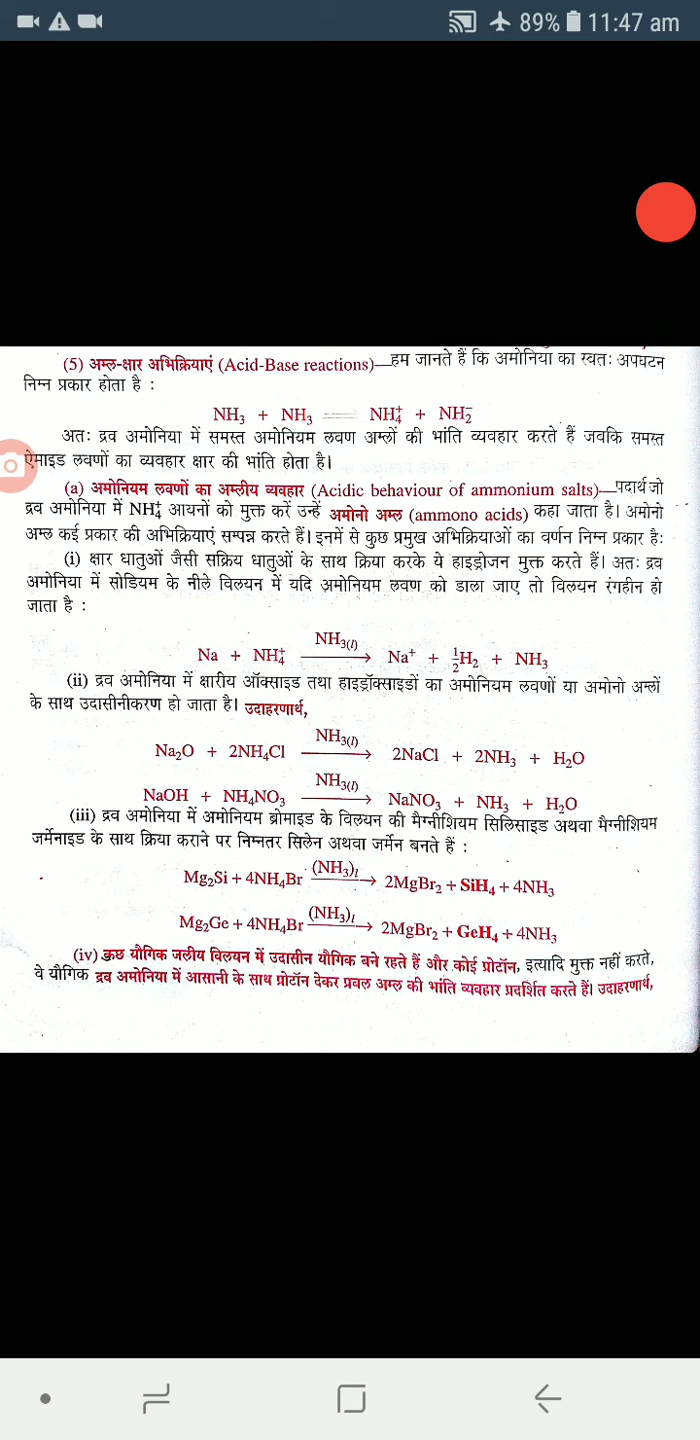 89% 11:47 am
(5) अम्ल-क्षार अभिक्रियाएं (Acid-Base reactions)—हम जानते हैं कि अमोनिया का स्वतः अपघटन
निम्न प्रकार होता है :
NH₃ + NH₃ ⇌ NH₄⁺ + NH₂⁻
अतः द्रव अमोनिया में समस्त अमोनियम लवण अम्लों की भांति व्यवहार करते हैं जबकि समस्त
ऐमाइड लवणों का व्यवहार क्षार की भांति होता है।
(a) अमोनियम लवणों का अम्लीय व्यवहार (Acidic behaviour of ammonium salts)—पदार्थ जो
द्रव अमोनिया में NH₄⁺ आयनों को मुक्त करें उन्हें अमोनो अम्ल (ammono acids) कहा जाता है। अमोनो
अम्ल कई प्रकार की अभिक्रियाएं सम्पन्न करते हैं। इनमें से कुछ प्रमुख अभिक्रियाओं का वर्णन निम्न प्रकार है:
(i) क्षार धातुओं जैसी सक्रिय धातुओं के साथ क्रिया करके ये हाइड्रोजन मुक्त करते हैं। अतः द्रव
अमोनिया में सोडियम के नीले विलयन में यदि अमोनियम लवण को डाला जाए तो विलयन रंगहीन हो
जाता है :
NH₃₍ₗ₎
Na + NH₄⁺ ⟶ Na⁺ + ½H₂ + NH₃
(ii) द्रव अमोनिया में क्षारीय ऑक्साइड तथा हाइड्रॉक्साइडों का अमोनियम लवणों या अमोनो अम्लों
के साथ उदासीनीकरण हो जाता है। उदाहरणार्थ,
NH₃₍ₗ₎
Na₂O + 2NH₄Cl ⟶ 2NaCl + 2NH₃ + H₂O
NH₃₍ₗ₎
NaOH + NH₄NO₃ ⟶ NaNO₃ + NH₃ + H₂O
(iii) द्रव अमोनिया में अमोनियम ब्रोमाइड के विलयन की मैग्नीशियम सिलिसाइड अथवा मैग्नीशियम
जर्मेनाइड के साथ क्रिया कराने पर निम्नतर सिलेन अथवा जर्मेन बनते हैं :
(NH₃)ₗ
Mg₂Si + 4NH₄Br ⟶ 2MgBr₂ + SiH₄ + 4NH₃
(NH₃)ₗ
Mg₂Ge + 4NH₄Br ⟶ 2MgBr₂ + GeH₄ + 4NH₃
(iv) कुछ यौगिक जलीय विलयन में उदासीन यौगिक बने रहते हैं और कोई प्रोटॉन, इत्यादि मुक्त नहीं करते,
वे यौगिक द्रव अमोनिया में आसानी के साथ प्रोटॉन देकर प्रबल अम्ल की भांति व्यवहार प्रदर्शित करते हैं। उदाहरणार्थ,